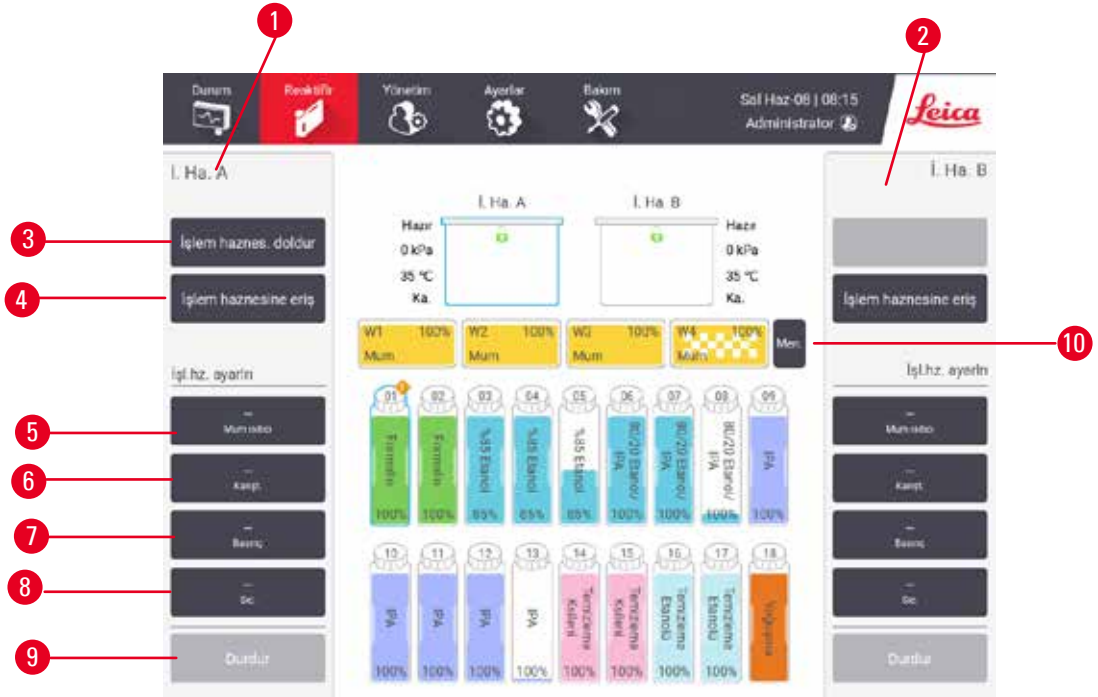 1
2
Durum
Reaktifir
Yönetim
Ayarlar
Bakım
Sal Haz-08 | 08:15
Administrator
Leica
İ. Ha. A
İ. Ha. B
3
İşlem haznes. doldur
4
İşlem haznesine eriş
İşlem haznesine eriş
İ. Ha. A
İ. Ha. B
Hazır
Hazır
0 kPa
0 kPa
35 °C
35 °C
Ka.
Ka.
W1 100%
Mum
W2 100%
Mum
W3 100%
Mum
W4 100%
Mum
Men.
10
İşl.hz. ayarln
İşl.hz. ayarln
5
--
Mum ısıtıcı
--
Mum ısıtıcı
6
--
Karışt.
--
Karışt.
7
--
Basınç
--
Basınç
8
--
Sıc.
--
Sıc.
9
Durdur
Durdur
01 02 03 04 05 06 07 08 09
Formalin
Formalin
%85 Etanol
%85 Etanol
%85 Etanol
80/20 Etanol/ IPA
80/20 Etanol/ IPA
80/20 Etanol/ IPA
IPA
100% 100% 85% 85% 85% 100% 100% 100% 100%
10 11 12 13 14 15 16 17 18
IPA
IPA
IPA
IPA
Temizleme Ksileni
Temizleme Ksileni
Temizleme Etanolü
Temizleme Etanolü
Yoğuşma
100% 100% 100% 100% 100% 100% 100% 100%